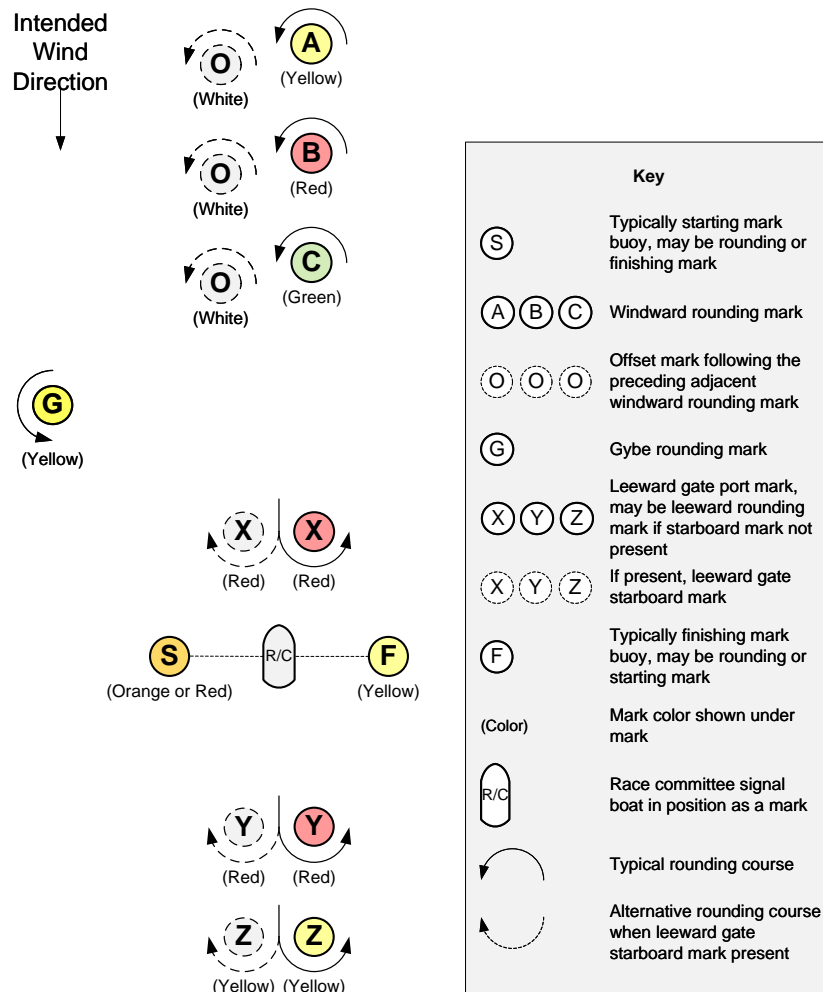 Intended
Wind
Direction
A
(Yellow)
O
(White)
B
(Red)
O
(White)
C
(Green)
O
(White)
G
(Yellow)
X X
(Red) (Red)
S R/C F
(Orange or Red) (Yellow)
Y Y
(Red) (Red)
Z Z
(Yellow) (Yellow)
Key
S
Typically starting mark
buoy, may be rounding or
finishing mark
A B C Windward rounding mark
O O O
Offset mark following the
preceding adjacent
windward rounding mark
G Gybe rounding mark
X Y Z
Leeward gate port mark,
may be leeward rounding
mark if starboard mark not
present
X Y Z
If present, leeward gate
starboard mark
F
Typically finishing mark
buoy, may be rounding or
starting mark
(Color)
Mark color shown under
mark
R/C
Race committee signal
boat in position as a mark
Typical rounding course
Alternative rounding course
when leeward gate
starboard mark present